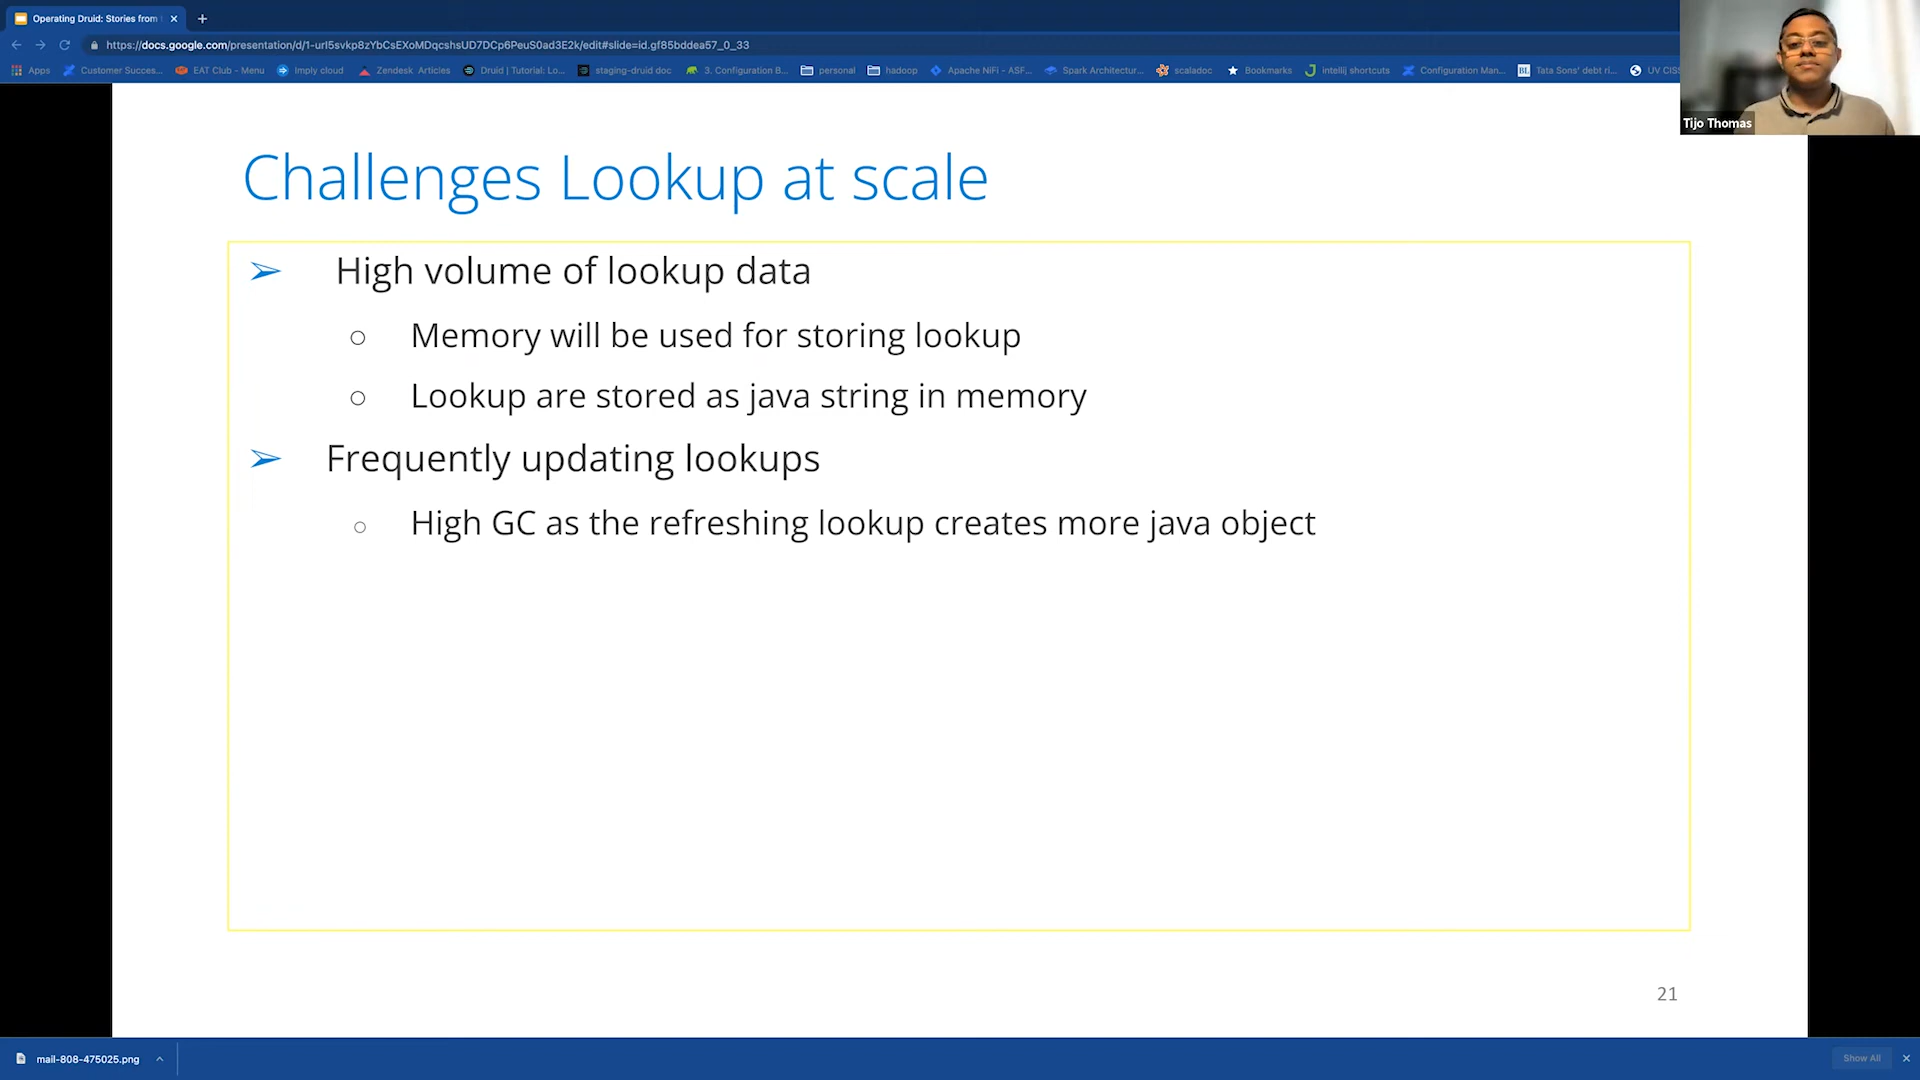 Operating Druid: Stories from
https://docs.google.com/presentation/d/1-urI5svkp8zYbCsEXoMDqcshsUD7DCp6PeuS0ad3E2k/edit#slide=id.gf85bddea57_0_33
Apps Customer Succes... EAT Club - Menu Imply cloud Zendesk Articles Druid | Tutorial: Lo... staging-druid doc 3. Configuration B... personal hadoop Apache NiFi - ASF... Spark Architectur... scaladoc Bookmarks intellij shortcuts Configuration Man... BL Tata Sons' debt ri... UV
Tijo Thomas
Challenges Lookup at scale
➢ High volume of lookup data
○ Memory will be used for storing lookup
○ Lookup are stored as java string in memory
➢ Frequently updating lookups
○ High GC as the refreshing lookup creates more java object
21
mail-808-475025.png
Show All